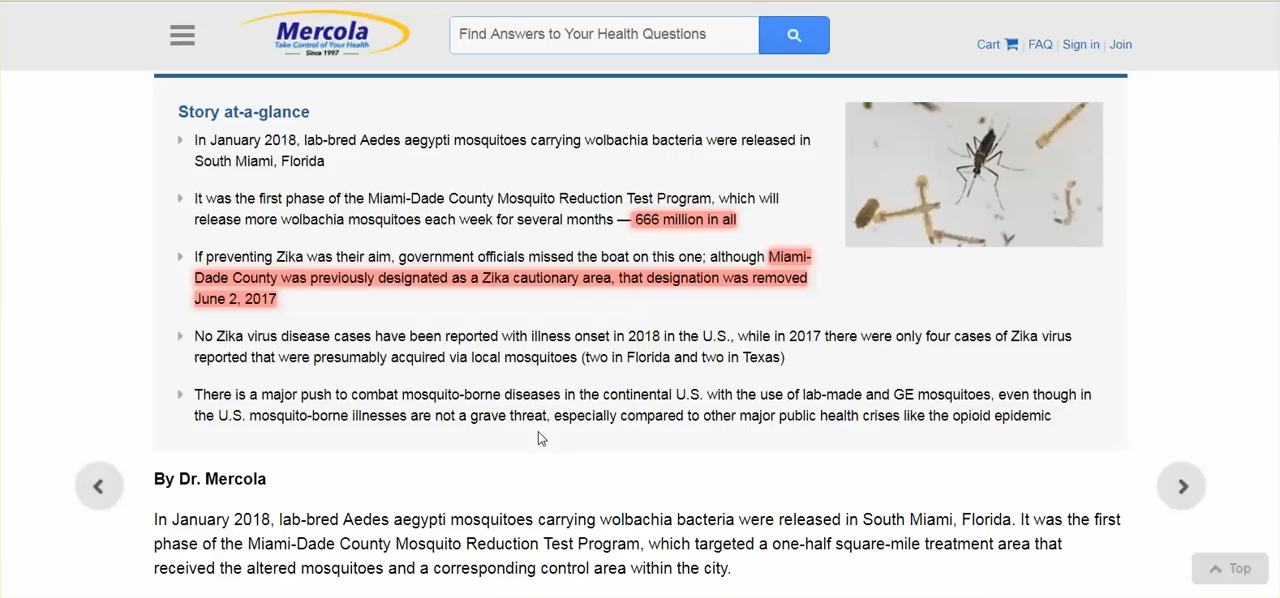 Mercola
Take Control of Your Health
Since 1997
Find Answers to Your Health Questions
Cart | FAQ | Sign in | Join
Story at-a-glance
In January 2018, lab-bred Aedes aegypti mosquitoes carrying wolbachia bacteria were released in
South Miami, Florida
It was the first phase of the Miami-Dade County Mosquito Reduction Test Program, which will
release more wolbachia mosquitoes each week for several months — 666 million in all
If preventing Zika was their aim, government officials missed the boat on this one; although Miami-
Dade County was previously designated as a Zika cautionary area, that designation was removed
June 2, 2017
No Zika virus disease cases have been reported with illness onset in 2018 in the U.S., while in 2017 there were only four cases of Zika virus
reported that were presumably acquired via local mosquitoes (two in Florida and two in Texas)
There is a major push to combat mosquito-borne diseases in the continental U.S. with the use of lab-made and GE mosquitoes, even though in
the U.S. mosquito-borne illnesses are not a grave threat, especially compared to other major public health crises like the opioid epidemic
By Dr. Mercola
In January 2018, lab-bred Aedes aegypti mosquitoes carrying wolbachia bacteria were released in South Miami, Florida. It was the first
phase of the Miami-Dade County Mosquito Reduction Test Program, which targeted a one-half square-mile treatment area that
received the altered mosquitoes and a corresponding control area within the city.
Top